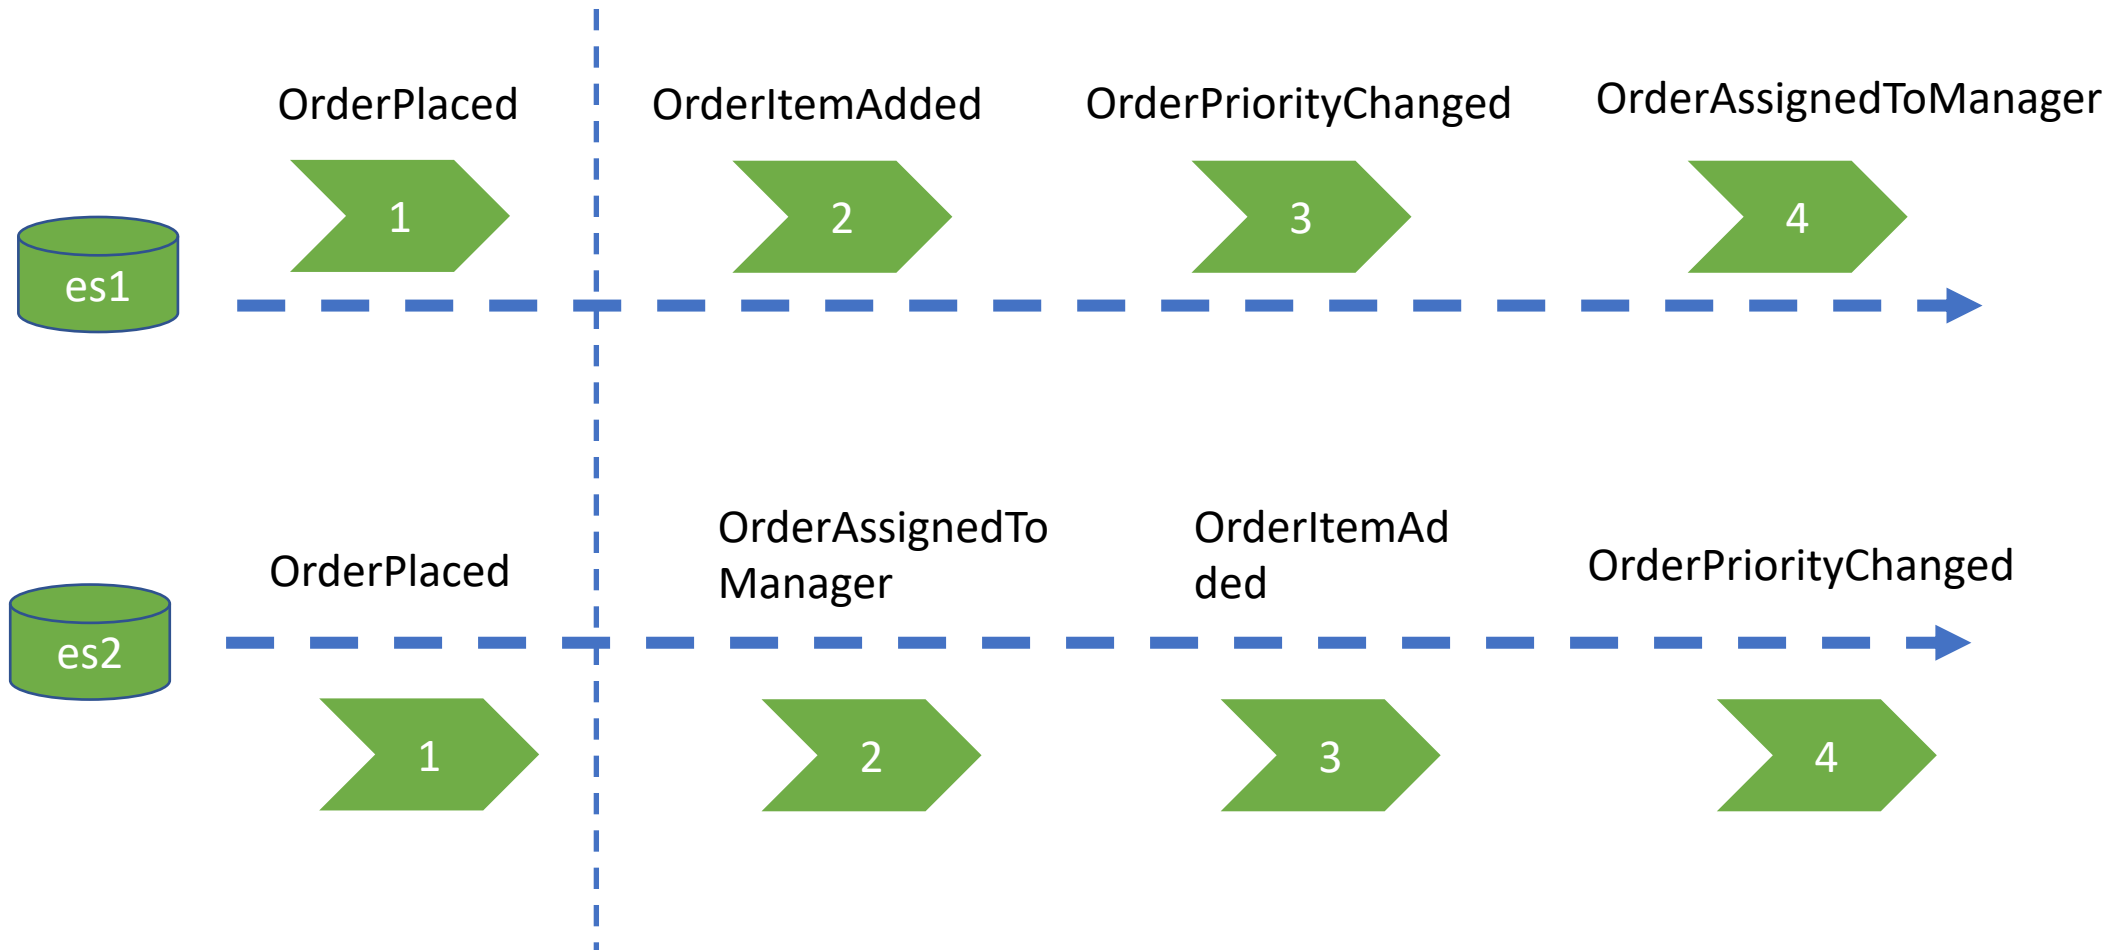 OrderPlaced
OrderItemAdded
OrderPriorityChanged
OrderAssignedToManager
1
2
3
4
es1
OrderPlaced
OrderAssignedTo
Manager
OrderItemAd
ded
OrderPriorityChanged
es2
1
2
3
4